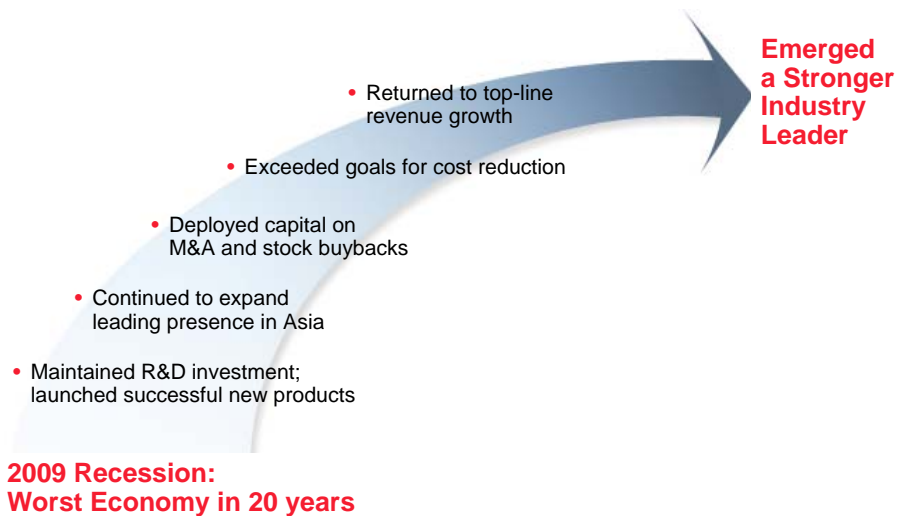 Emerged
a Stronger
Industry
Leader
• Returned to top-line
revenue growth
• Exceeded goals for cost reduction
• Deployed capital on
M&A and stock buybacks
• Continued to expand
leading presence in Asia
• Maintained R&D investment;
launched successful new products
2009 Recession:
Worst Economy in 20 years